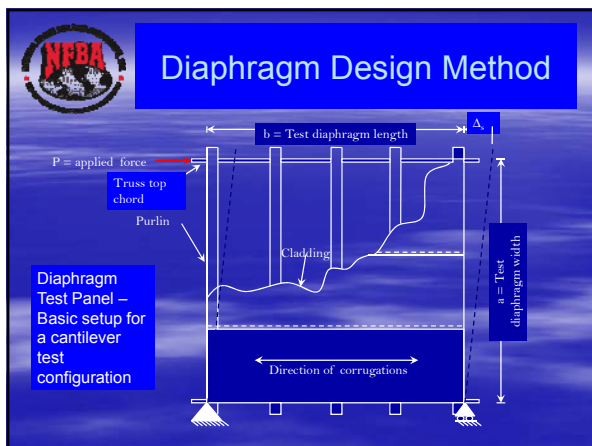 NFBA
Diaphragm Design Method
b = Test diaphragm length
Δs
P = applied force
Truss top
chord
Purlin
Cladding
a = Test
diaphragm width
Diaphragm
Test Panel –
Basic setup for
a cantilever
test
configuration
Direction of corrugations